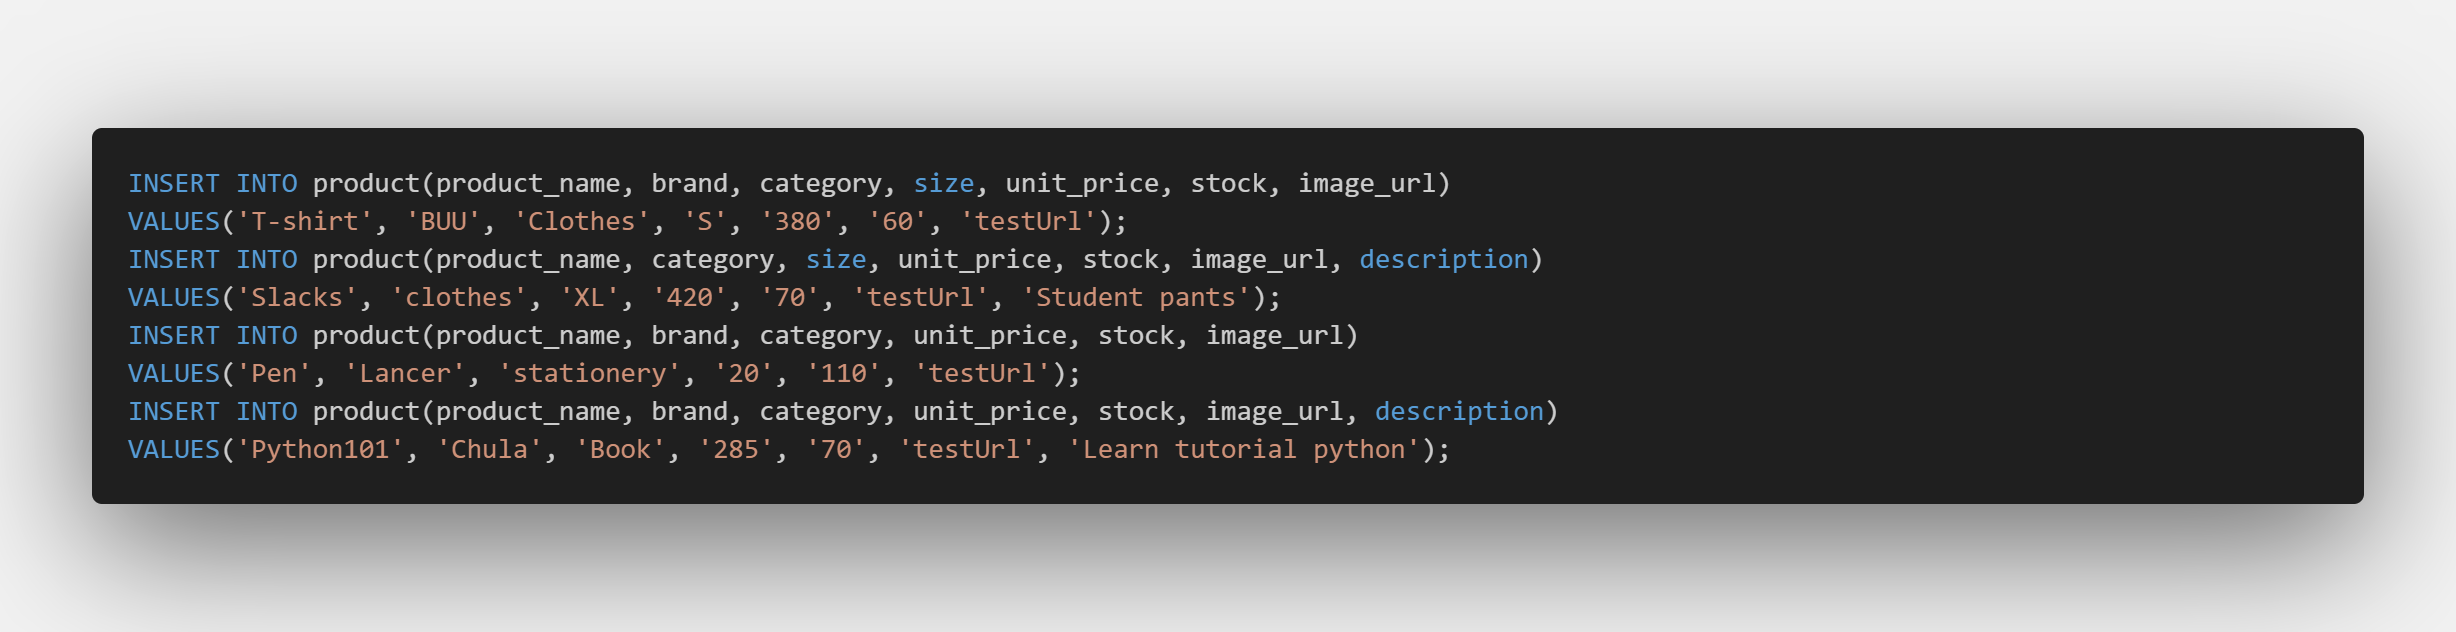 INSERT INTO product(product_name, brand, category, size, unit_price, stock, image_url)
VALUES('T-shirt', 'BUU', 'Clothes', 'S', '380', '60', 'testUrl');
INSERT INTO product(product_name, category, size, unit_price, stock, image_url, description)
VALUES('Slacks', 'clothes', 'XL', '420', '70', 'testUrl', 'Student pants');
INSERT INTO product(product_name, brand, category, unit_price, stock, image_url)
VALUES('Pen', 'Lancer', 'stationery', '20', '110', 'testUrl');
INSERT INTO product(product_name, brand, category, unit_price, stock, image_url, description)
VALUES('Python101', 'Chula', 'Book', '285', '70', 'testUrl', 'Learn tutorial python');